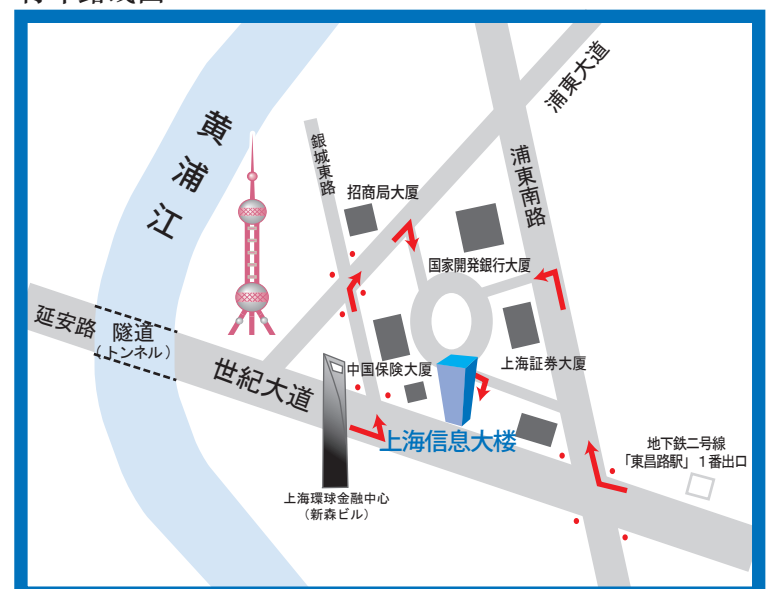 黄浦江
浦東大道
銀城東路
浦東南路
招商局大厦
国家開発銀行大厦
延安路
隧道
（トンネル）
世紀大道
中国保険大厦
上海証券大厦
上海信息大楼
地下鉄二号線
「東昌路駅」１番出口
上海環球金融中心
（新森ビル）